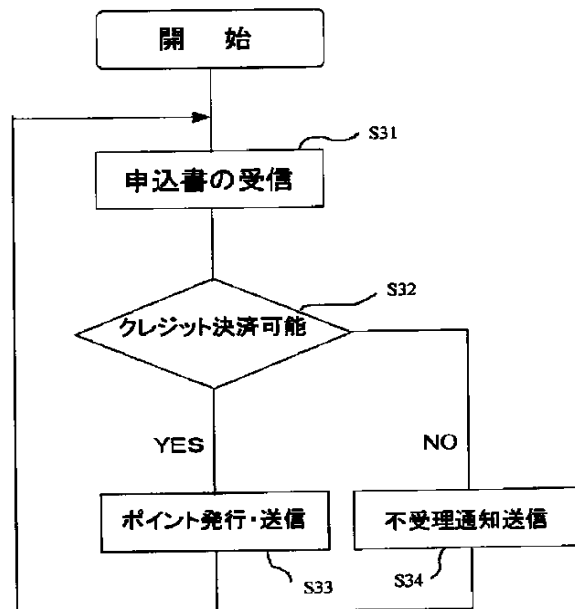 開 始
S31
申込書の受信
S32
クレジット決済可能
YES
NO
ポイント発行・送信
不受理通知送信
S33
S34